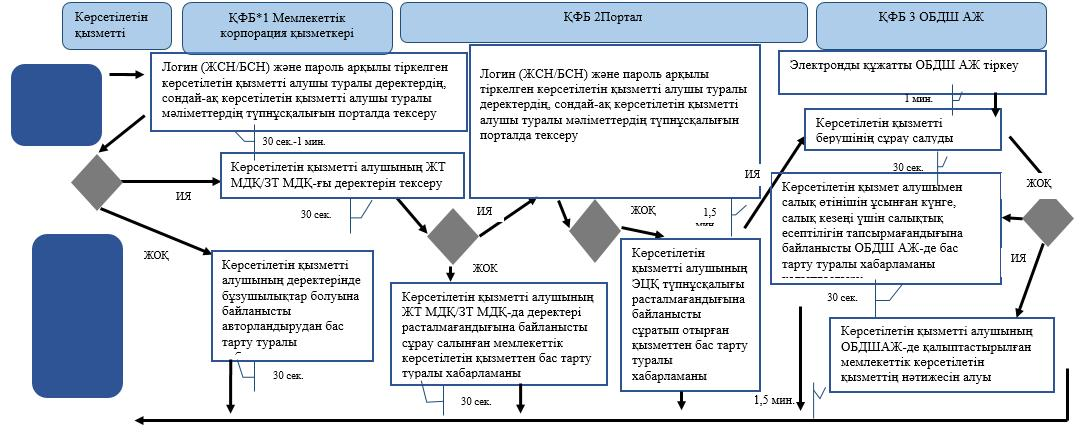 Көрсетілетін
қызметті
ҚФБ*1 Мемлекеттік
корпорация қызметкері
ҚФБ 2Портал
ҚФБ 3 ОБДШ АЖ
Логин (ЖСН/БСН) және пароль арқылы тіркелген
көрсетілетін қызметті алушы туралы деректердің,
сондай-ақ көрсетілетін қызметті алушы туралы
мәліметтердің түпнұсқалығын порталда тексеру
30 сек.-1 мин.
Көрсетілетін қызметті алушының ЖТ
МДҚ/ЗТ МДҚ-ғы деректерін тексеру
ИЯ
30 сек.
ЖОҚ
Көрсетілетін қызметті
алушының деректерінде
бұзушылықтар болуына
байланысты
авторландырудан бас
тарту туралы
30 сек.
Логин (ЖСН/БСН) және пароль арқылы
тіркелген көрсетілетін қызметті алушы туралы
деректердің, сондай-ақ көрсетілетін қызметті
алушы туралы мәліметтердің түпнұсқалығын
порталда тексеру
ИЯ
ЖОҚ
ЖОҚ
1,5
мин.
ИЯ
Көрсетілетін қызметті алушының
ЖТ МДҚ/ЗТ МДҚ-да деректері
расталмағандығына байланысты
сұрау салынған мемлекеттік
көрсетілетін қызметтен бас тарту
туралы хабарламаны
30 сек.
Көрсетілетін
қызметті алушының
ЭЦҚ түпнұсқалығы
расталмағандығына
байланысты
сұратып отырған
қызметтен бас тарту
туралы
хабарламаны
Электронды құжатты ОБДШ АЖ тіркеу
1 мин.
Көрсетілетін қызметті
берушінің сұрау салуды
30 сек.
ЖОҚ
Көрсетілетін қызмет алушымен
салық өтінішін ұсынған күнге,
салық кезеңі үшін салықтық
есептілігін тапсырмағандығына
байланысты ОБДШ АЖ-де бас
тарту туралы хабарламаны
ИЯ
30 сек.
Көрсетілетін қызметті алушының
ОБДШАЖ-де қалыптастырылған
мемлекеттік көрсетілетін
қызметтің нәтижесін алуы
1,5 мин.